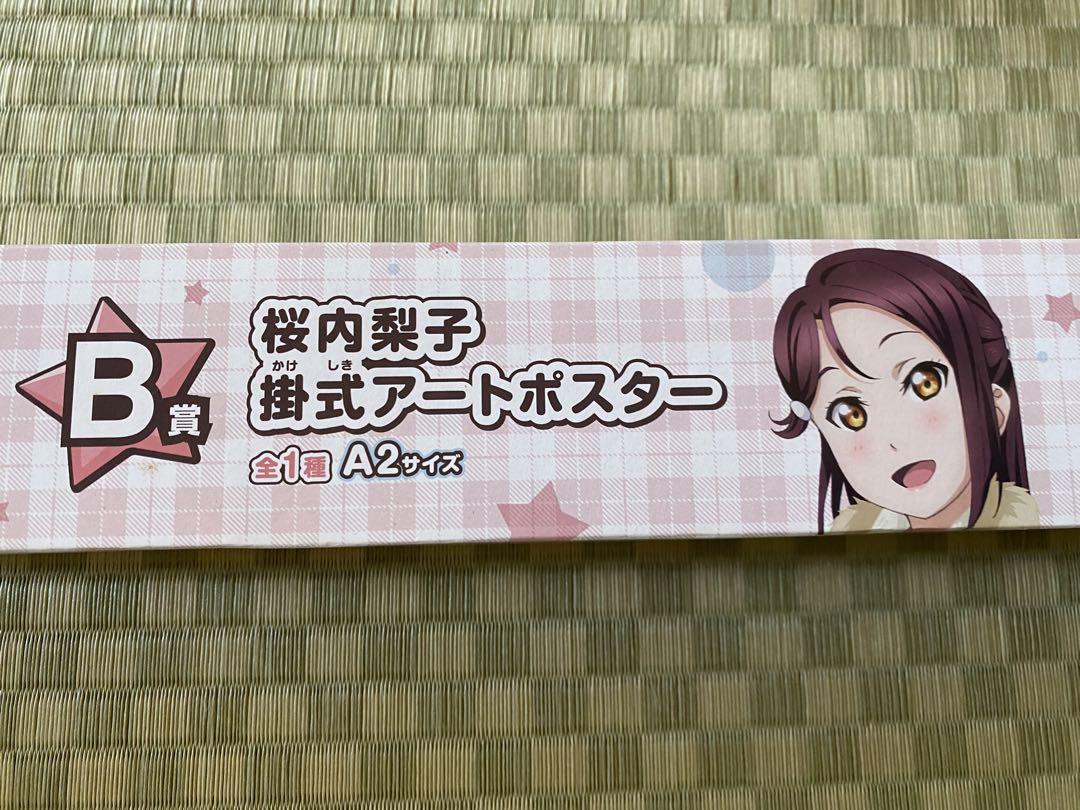 B賞
桜内梨子
かけ しき
掛式アートポスター
全1種 A2サイズ